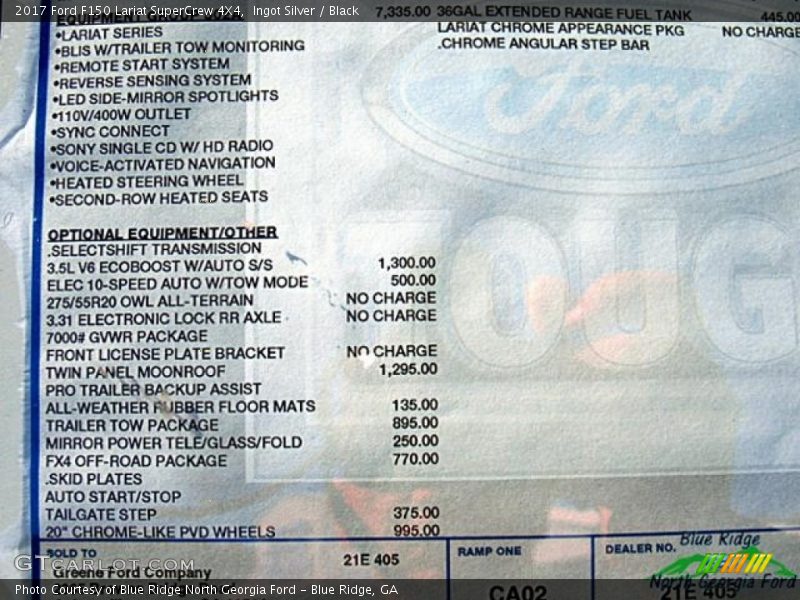 2017 Ford F150 Lariat SuperCrew 4X4, Ingot Silver / Black
EQUIPMENT GROUP 7,335.00
•LARIAT SERIES
•BLIS W/TRAILER TOW MONITORING
•REMOTE START SYSTEM
•REVERSE SENSING SYSTEM
•LED SIDE-MIRROR SPOTLIGHTS
•110V/400W OUTLET
•SYNC CONNECT
•SONY SINGLE CD W/ HD RADIO
•VOICE-ACTIVATED NAVIGATION
•HEATED STEERING WHEEL
•SECOND-ROW HEATED SEATS
OPTIONAL EQUIPMENT/OTHER
.SELECTSHIFT TRANSMISSION
3.5L V6 ECOBOOST W/AUTO S/S 1,300.00
ELEC 10-SPEED AUTO W/TOW MODE 500.00
275/55R20 OWL ALL-TERRAIN NO CHARGE
3.31 ELECTRONIC LOCK RR AXLE NO CHARGE
7000# GVWR PACKAGE
FRONT LICENSE PLATE BRACKET NO CHARGE
TWIN PANEL MOONROOF 1,295.00
PRO TRAILER BACKUP ASSIST
ALL-WEATHER RUBBER FLOOR MATS 135.00
TRAILER TOW PACKAGE 895.00
MIRROR POWER TELE/GLASS/FOLD 250.00
FX4 OFF-ROAD PACKAGE 770.00
.SKID PLATES
AUTO START/STOP
TAILGATE STEP 375.00
20" CHROME-LIKE PVD WHEELS 995.00
36GAL EXTENDED RANGE FUEL TANK 445.00
LARIAT CHROME APPEARANCE PKG NO CHARGE
.CHROME ANGULAR STEP BAR
Ford
TOUG
SOLD TO
Greene Ford Company
21E 405
RAMP ONE
CA02
DEALER NO.
21E 405
Blue Ridge
North Georgia Ford
GTCarLot.com
Photo Courtesy of Blue Ridge North Georgia Ford – Blue Ridge, GA